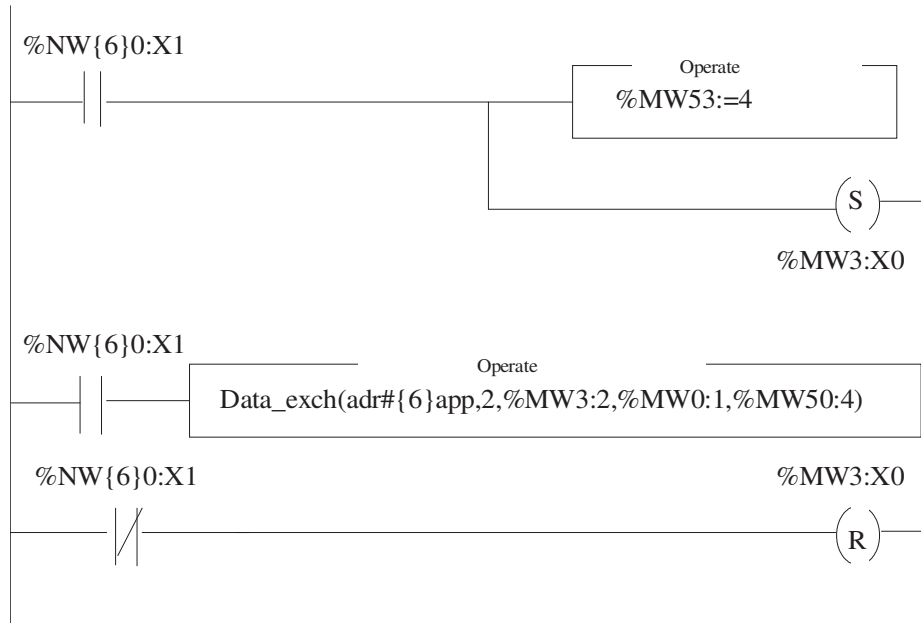 %NW{6}0:X1
Operate
%MW53:=4
S
%MW3:X0
%NW{6}0:X1
Operate
Data_exch(adr#{6}app,2,%MW3:2,%MW0:1,%MW50:4)
%NW{6}0:X1
%MW3:X0
R